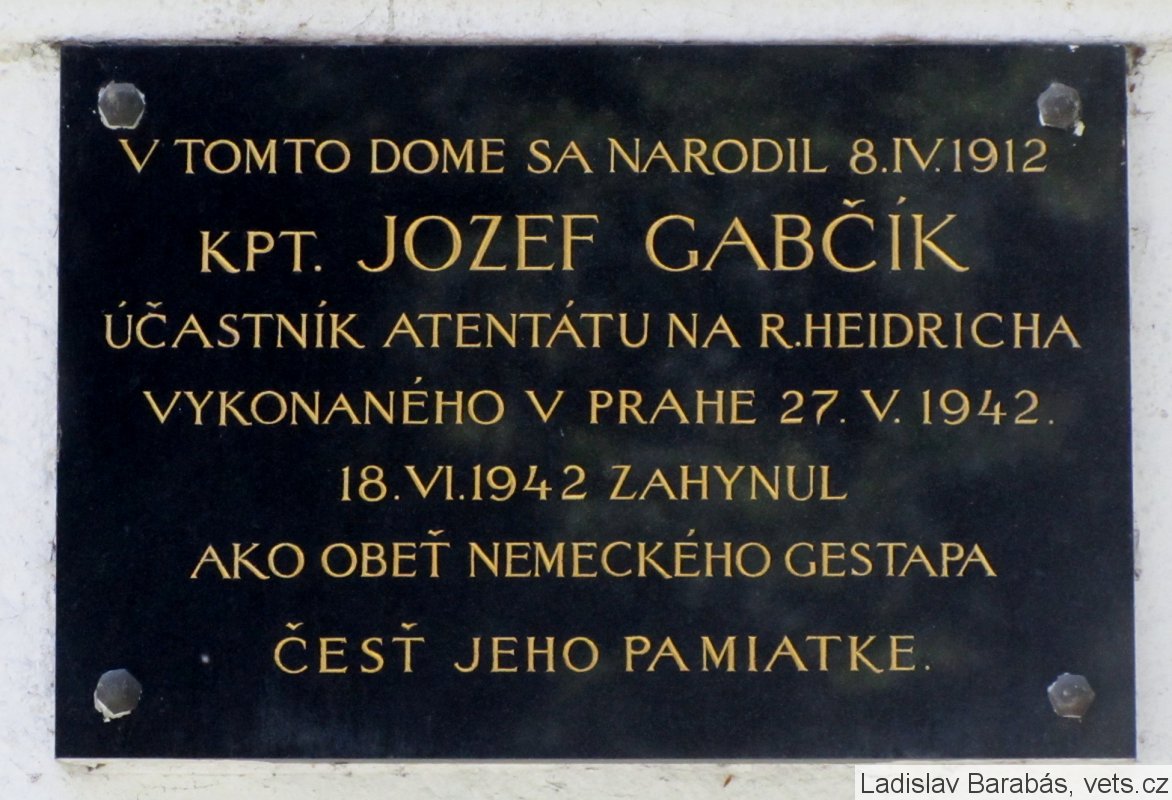 V TOMTO DOME SA NARODIL 8.IV.1912
KPT. JOZEF GABČÍK
ÚČASTNÍK ATENTÁTU NA R.HEIDRICHA
VYKONANÉHO V PRAHE 27. V. 1942.
18.VI.1942 ZAHYNUL
AKO OBEŤ NEMECKÉHO GESTAPA
ČESŤ JEHO PAMIATKE.
Ladislav Barabás, vets.cz